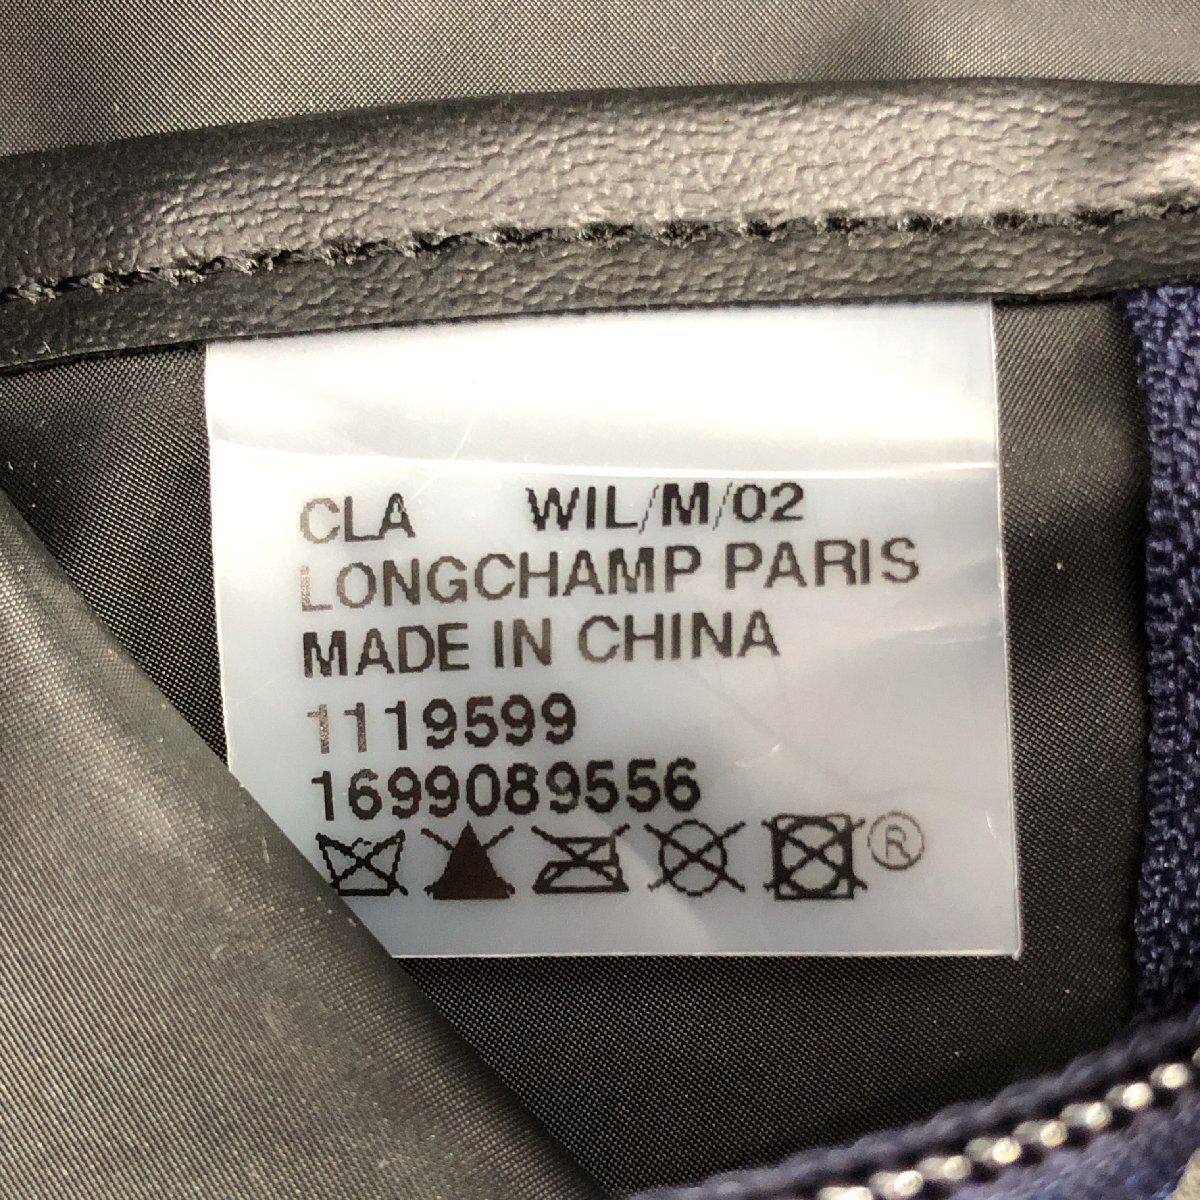 CLA WIL/M/02
LONGCHAMP PARIS
MADE IN CHINA
1119599
1699089556
®